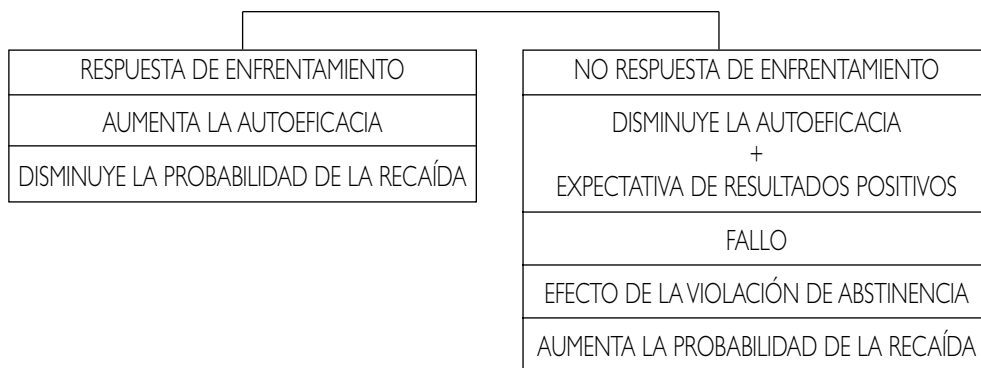 RESPUESTA DE ENFRENTAMIENTO
AUMENTA LA AUTOEFICACIA
DISMINUYE LA PROBABILIDAD DE LA RECAÍDA
NO RESPUESTA DE ENFRENTAMIENTO
DISMINUYE LA AUTOEFICACIA
+
EXPECTATIVA DE RESULTADOS POSITIVOS
FALLO
EFECTO DE LA VIOLACIÓN DE ABSTINENCIA
AUMENTA LA PROBABILIDAD DE LA RECAÍDA